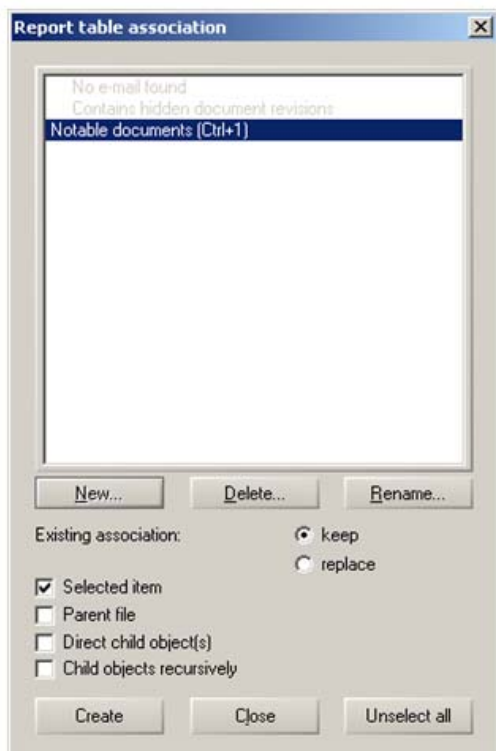 Report table association
No e-mail found
Contains hidden document revisions
Notable documents (Ctrl+1)
New... Delete... Rename...
Existing association: keep
replace
Selected item
Parent file
Direct child object(s)
Child objects recursively
Create Close Unselect all